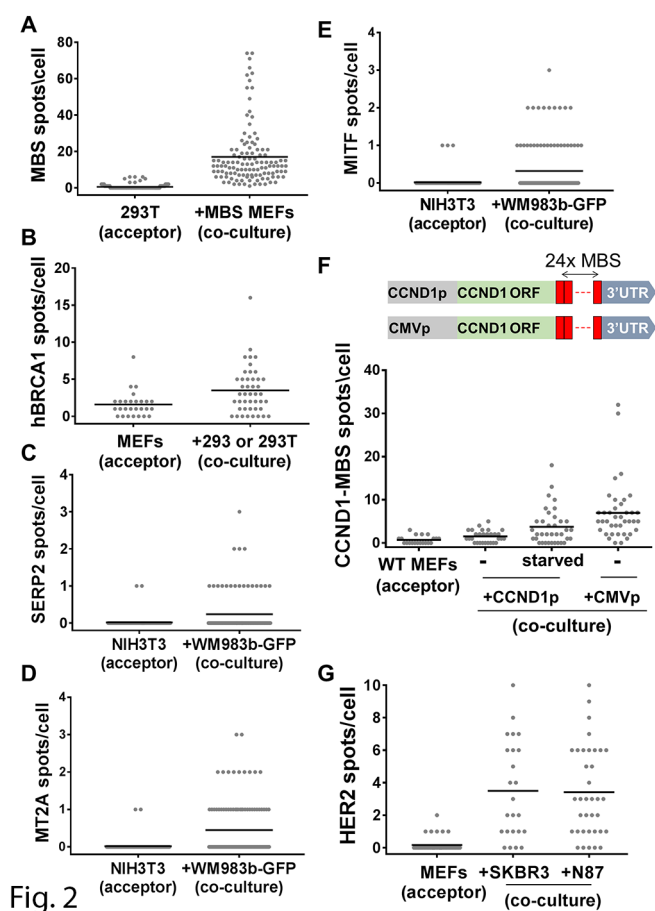 A
MBS spots\cell
80
60
40
20
0
293T
(acceptor)
+MBS MEFs
(co-culture)
B
hBRCA1 spots/cell
20
15
10
5
0
MEFs
(acceptor)
+293 or 293T
(co-culture)
C
SERP2 spots/cell
4
3
2
1
0
NIH3T3
(acceptor)
+WM983b-GFP
(co-culture)
D
MT2A spots/cell
4
3
2
1
0
NIH3T3
(acceptor)
+WM983b-GFP
(co-culture)
E
MITF spots/cell
4
3
2
1
0
NIH3T3
(acceptor)
+WM983b-GFP
(co-culture)
F
24x MBS
CCND1p CCND1 ORF 3'UTR
CMVp CCND1 ORF 3'UTR
CCND1-MBS spots\cell
40
30
20
10
0
WT MEFs
(acceptor)
- starved -
+CCND1p +CMVp
(co-culture)
G
HER2 spots/cell
10
8
6
4
2
0
MEFs
(acceptor)
+SKBR3 +N87
(co-culture)
Fig. 2